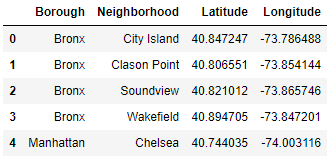 Borough Neighborhood Latitude Longitude
0 Bronx City Island 40.847247 -73.786488
1 Bronx Clason Point 40.806551 -73.854144
2 Bronx Soundview 40.821012 -73.865746
3 Bronx Wakefield 40.894705 -73.847201
4 Manhattan Chelsea 40.744035 -74.003116